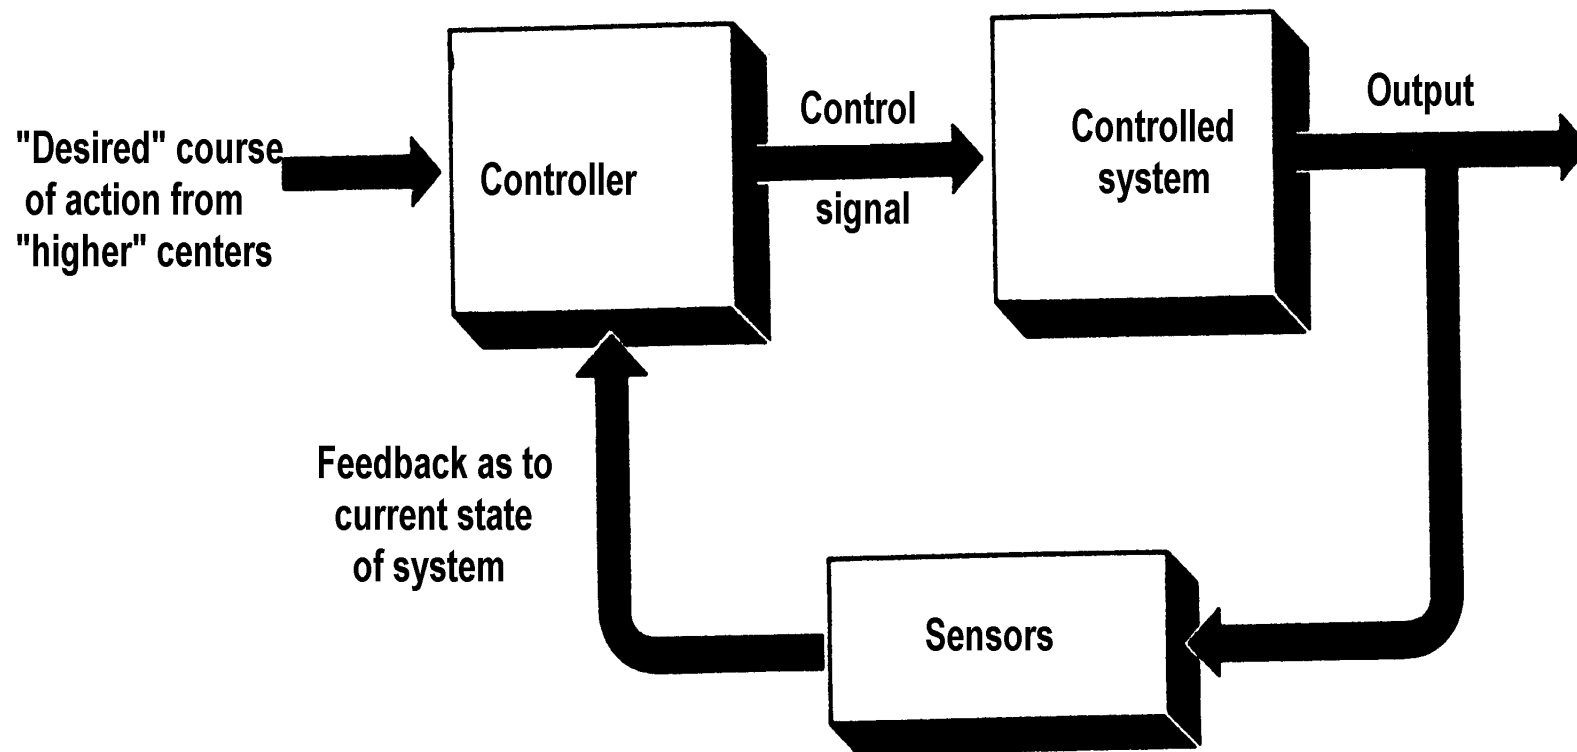 "Desired" course
of action from
"higher" centers
Controller
Control
signal
Controlled
system
Output
Feedback as to
current state
of system
Sensors